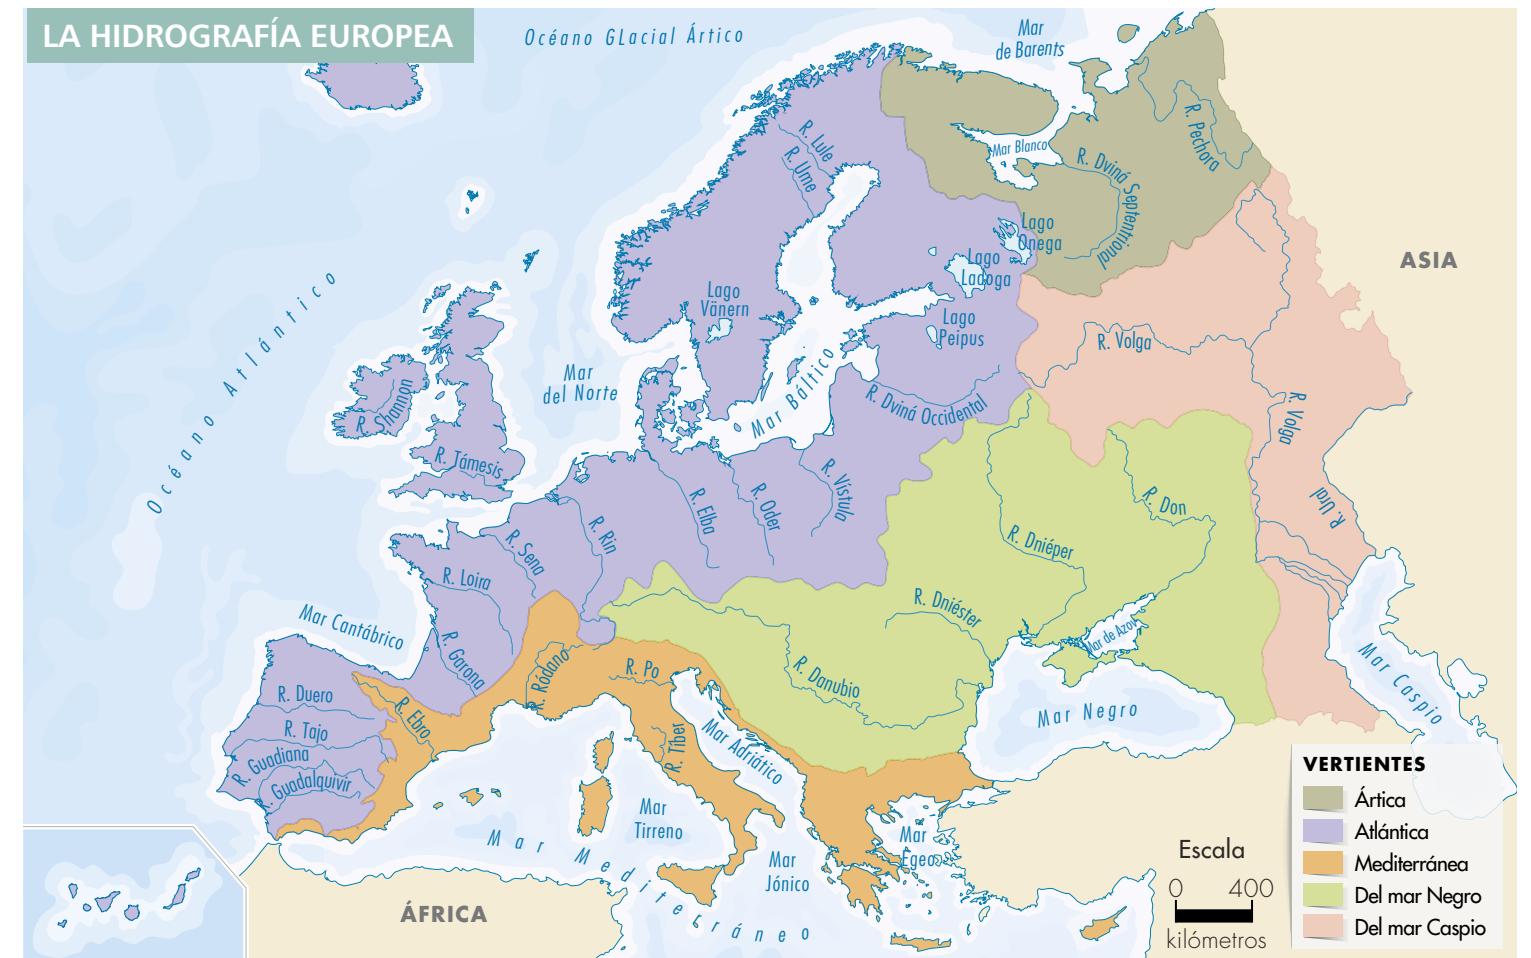 LA HIDROGRAFÍA EUROPEA
Océano GLacial Ártico
Mar
de Barents
R. Pechora
R. Lule
R. Ume
Mar Blanco
R. Dviná Septentrional
Lago
Onega
Lago
Ladoga
ASIA
Lago
Vänern
Lago
Peipus
Océano Atlántico
R. Volga
Mar
del Norte
Mar Báltico
R. Shannon
R. Dviná Occidental
R. Volga
R. Támesis
R. Elba
R. Oder
R. Vístula
R. Don
R. Ural
R. Rin
R. Sena
R. Dniéper
R. Loira
R. Dniéster
Mar Cantábrico
Mar de Azov
R. Garona
R. Ródano
R. Po
R. Danubio
Mar Caspio
R. Duero
R. Ebro
Mar Negro
R. Tajo
R. Tíber
Mar Adriático
R. Guadiana
R. Guadalquivir
Mar
Tirreno
Mar Mediterráneo
Mar
Jónico
Mar
Egeo
ÁFRICA
Escala
0 400
kilómetros
VERTIENTES
Ártica
Atlántica
Mediterránea
Del mar Negro
Del mar Caspio